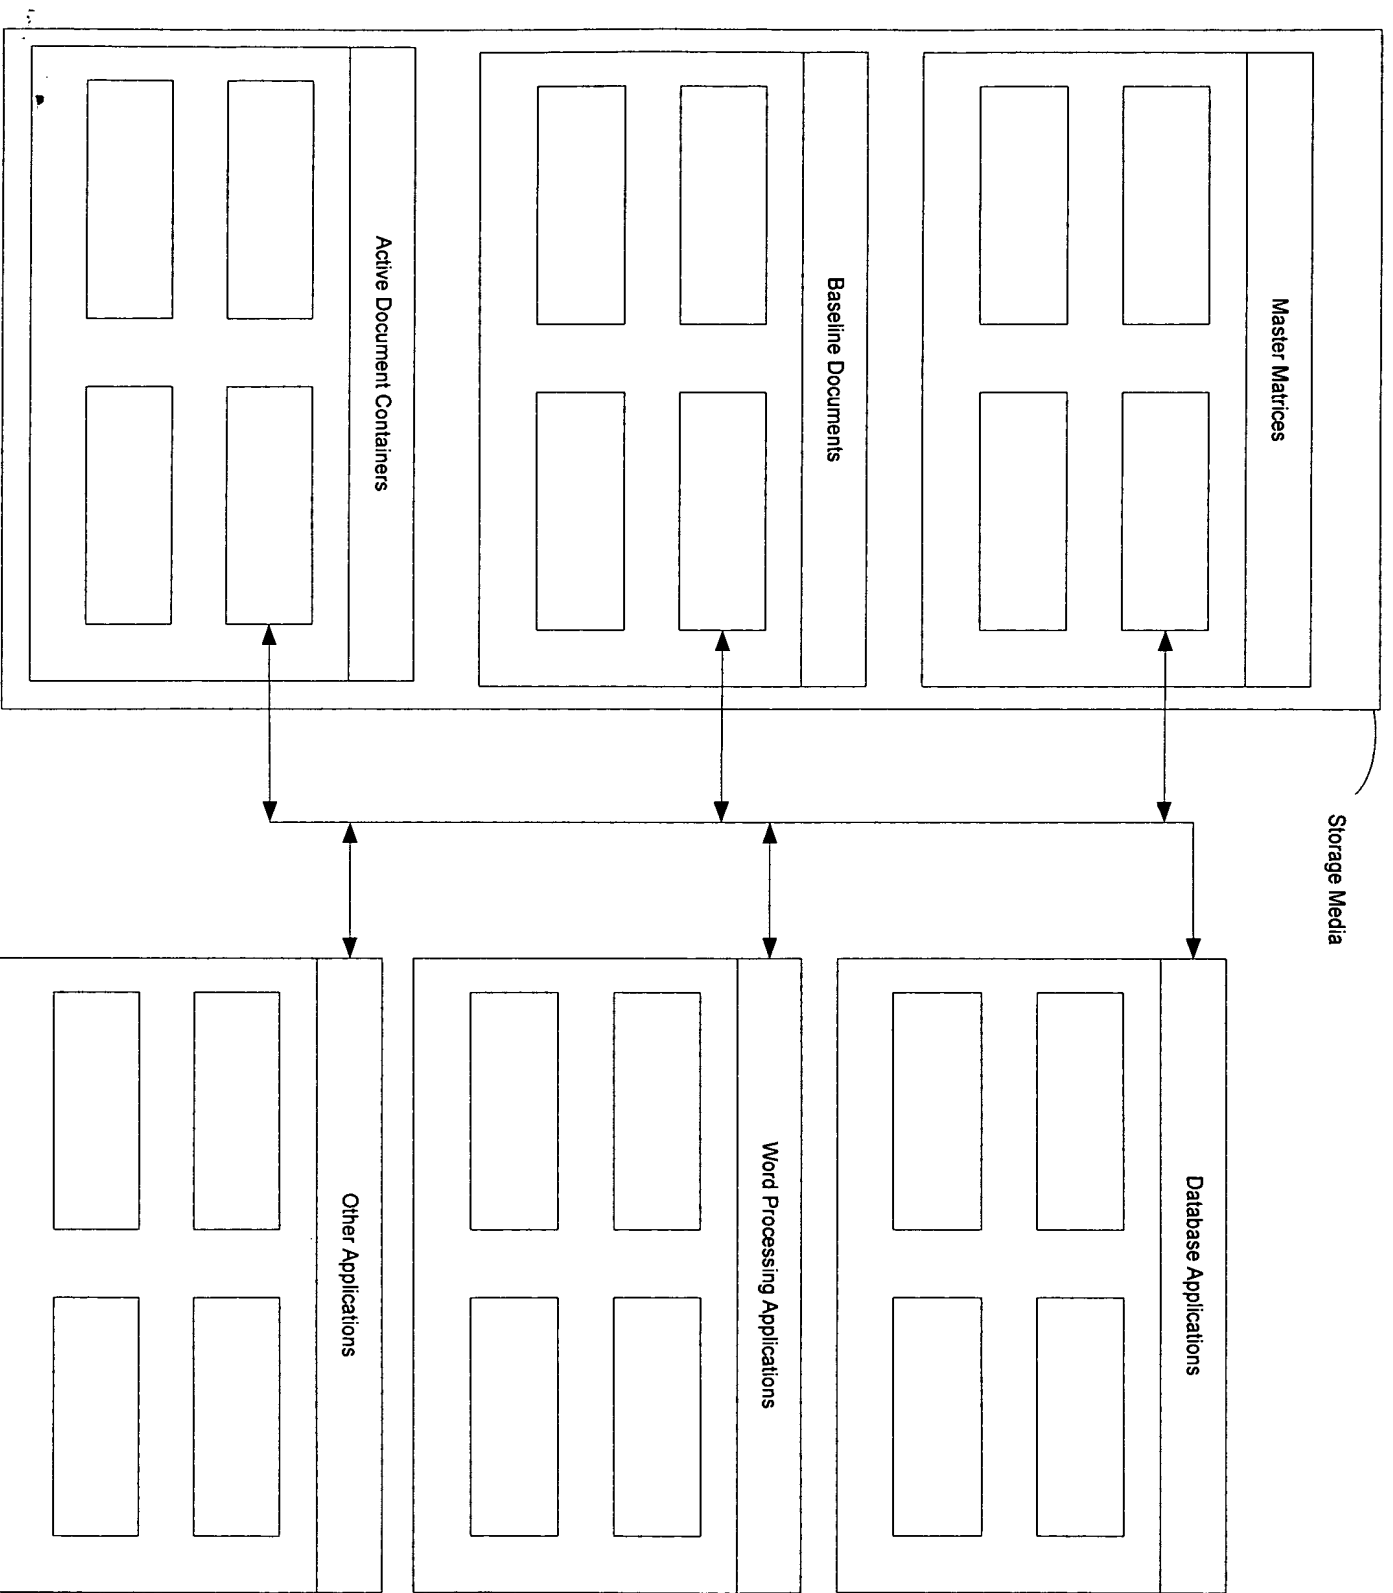 Storage Media
Master Matrices
Database Applications
Baseline Documents
Word Processing Applications
Active Document Containers
Other Applications